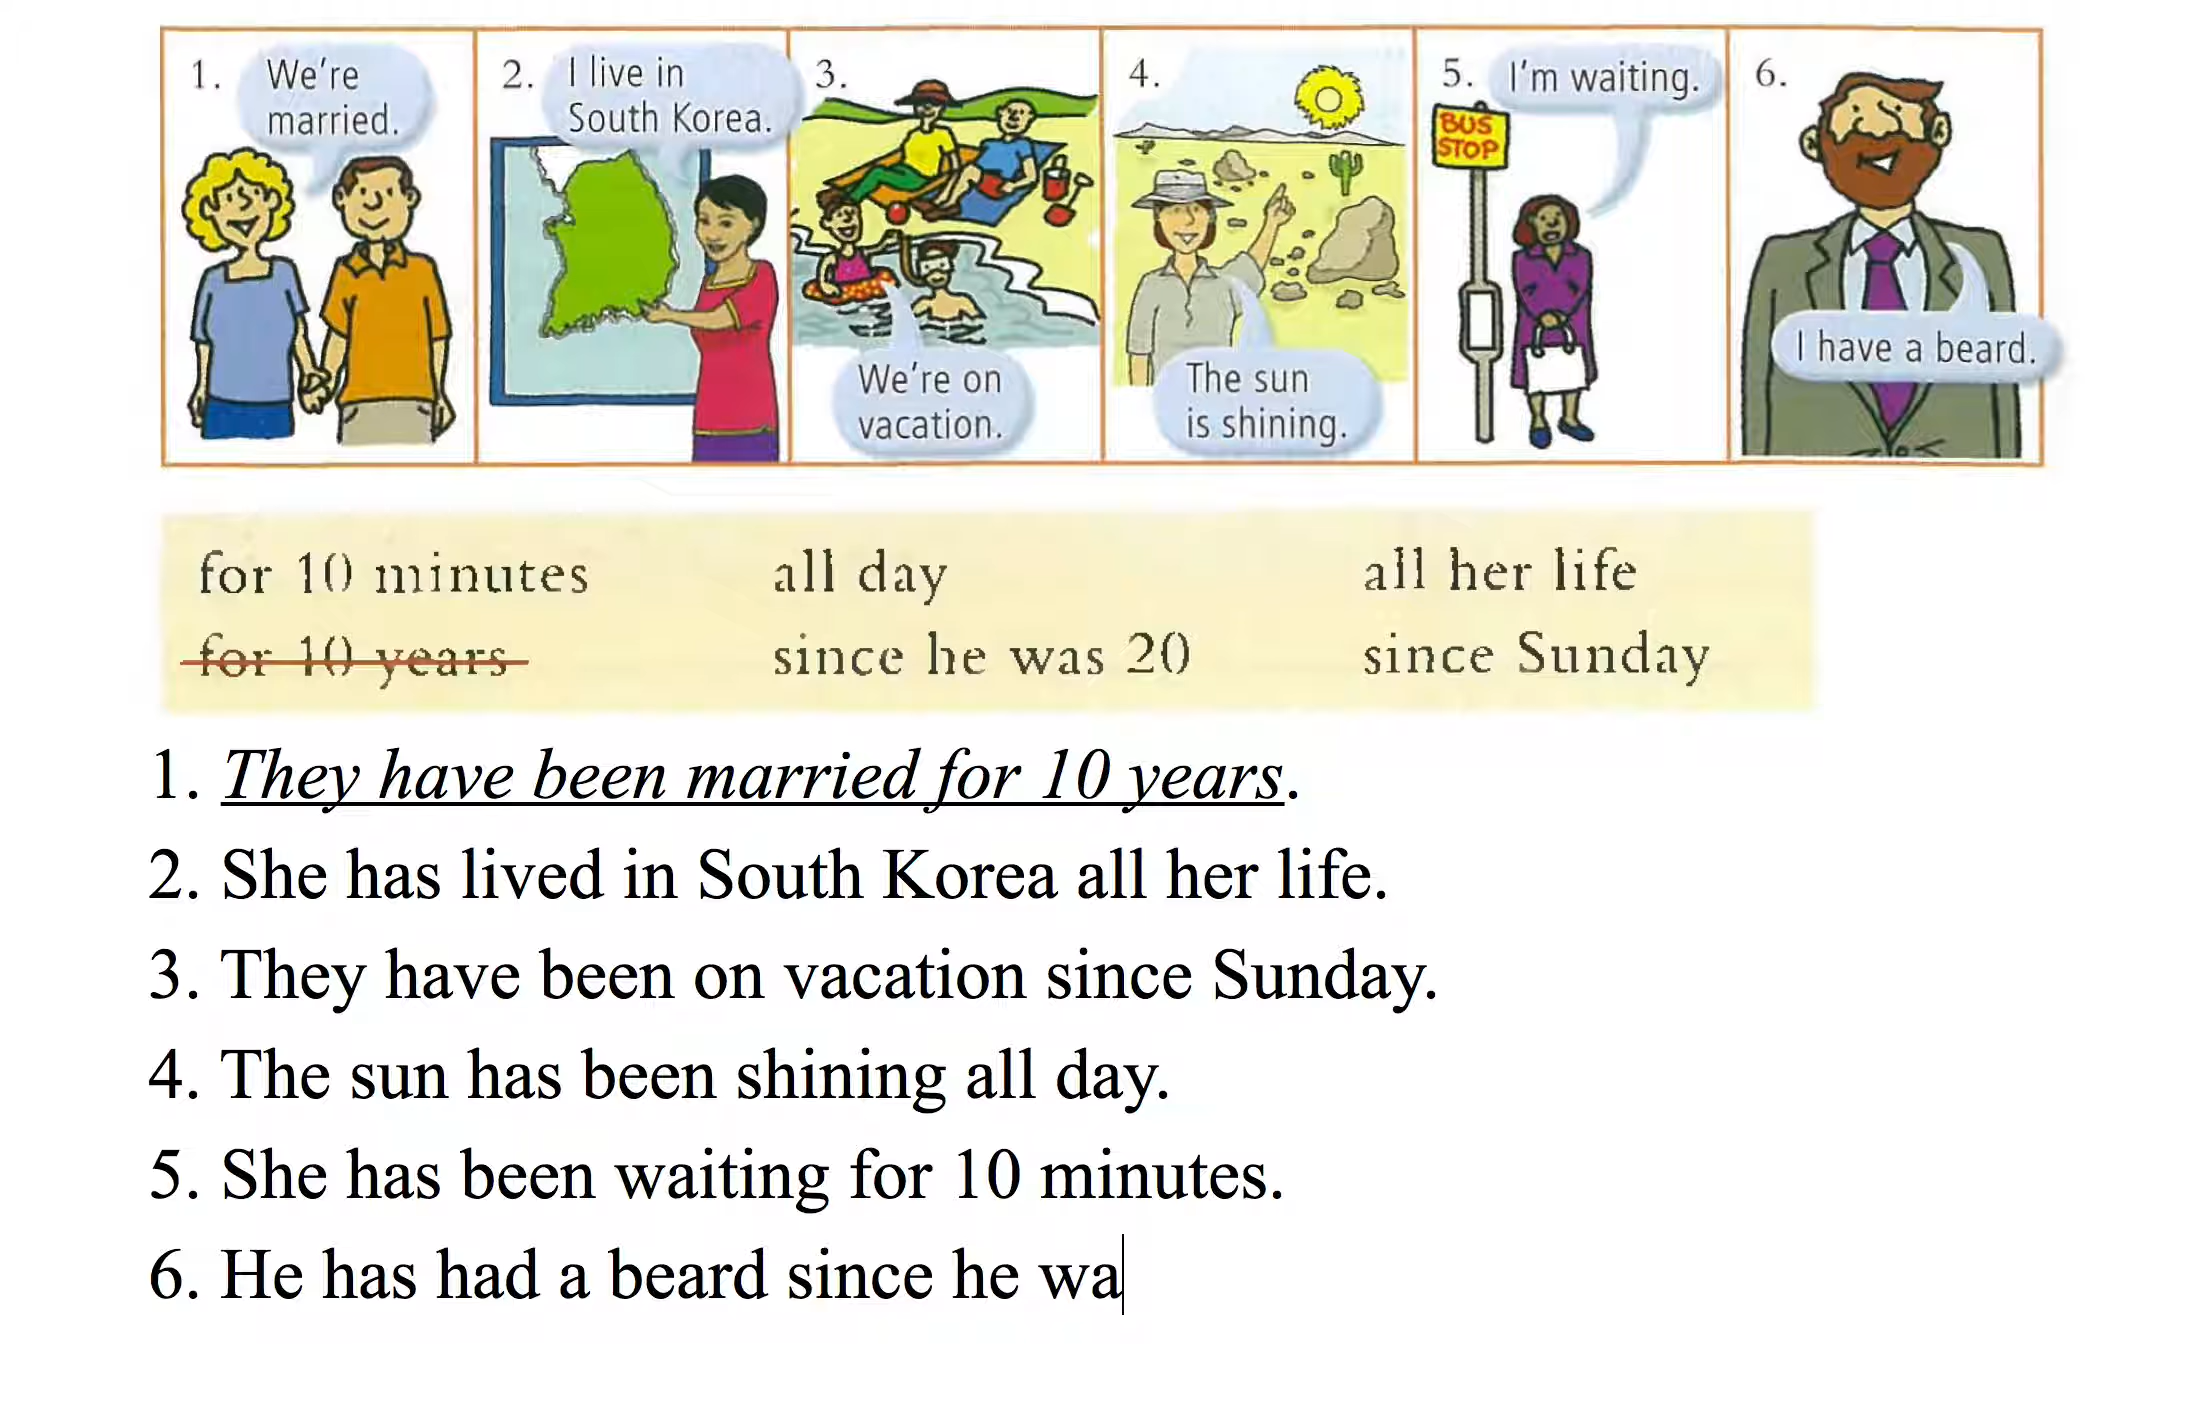 1. We're married.
2. I live in South Korea.
3. We're on vacation.
4. The sun is shining.
5. I'm waiting.
BUS STOP
6. I have a beard.
for 10 minutes all day all her life
for 10 years since he was 20 since Sunday
1. They have been married for 10 years.
2. She has lived in South Korea all her life.
3. They have been on vacation since Sunday.
4. The sun has been shining all day.
5. She has been waiting for 10 minutes.
6. He has had a beard since he wa